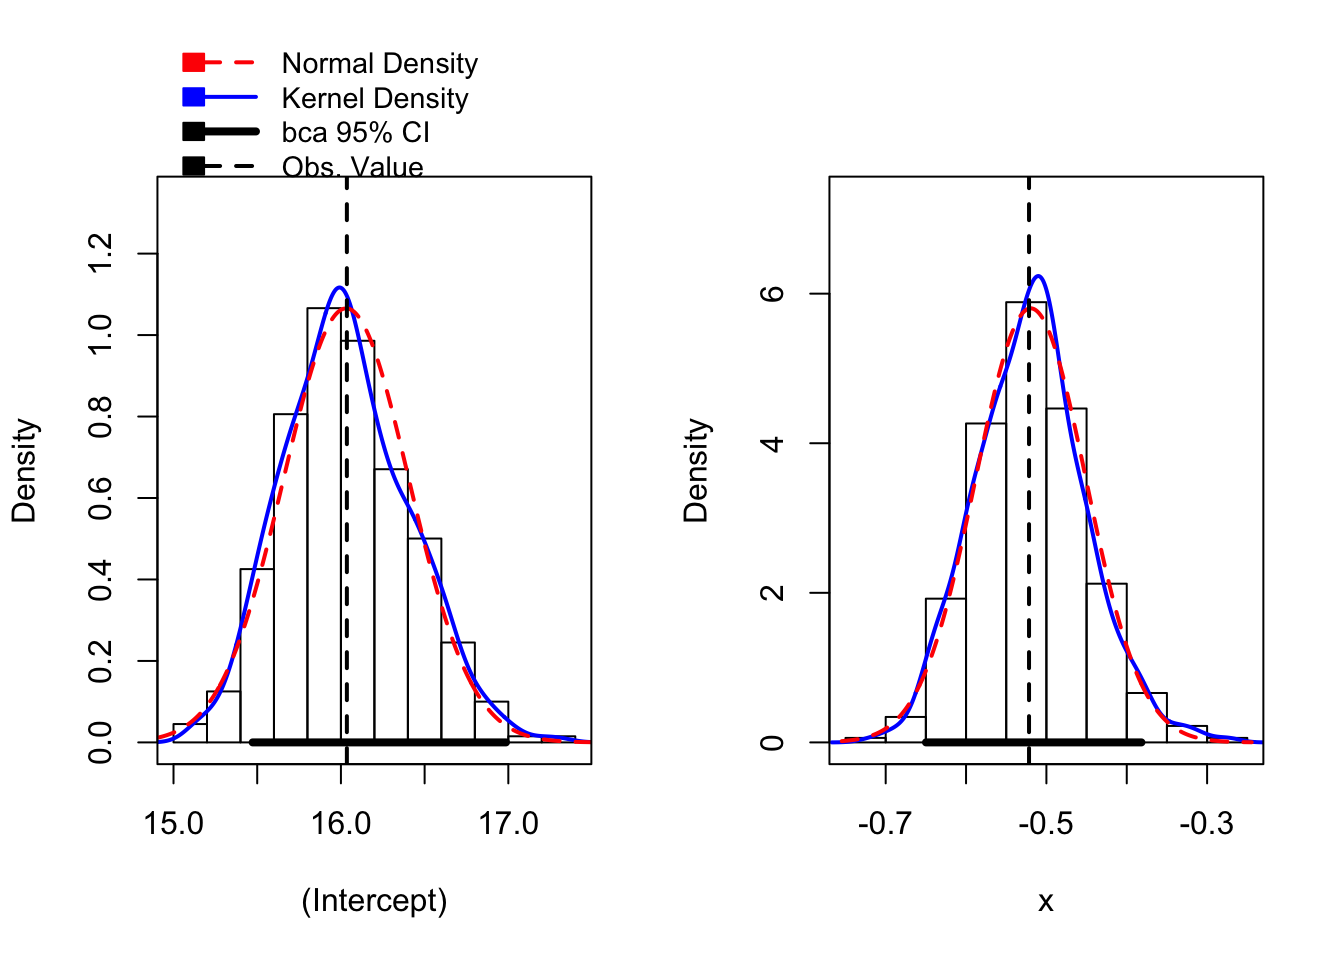 Normal Density
Kernel Density
bca 95% CI
Obs. Value
Density
0.0 0.2 0.4 0.6 0.8 1.0 1.2
15.0 16.0 17.0
(Intercept)
Density
0 2 4 6
-0.7 -0.5 -0.3
x